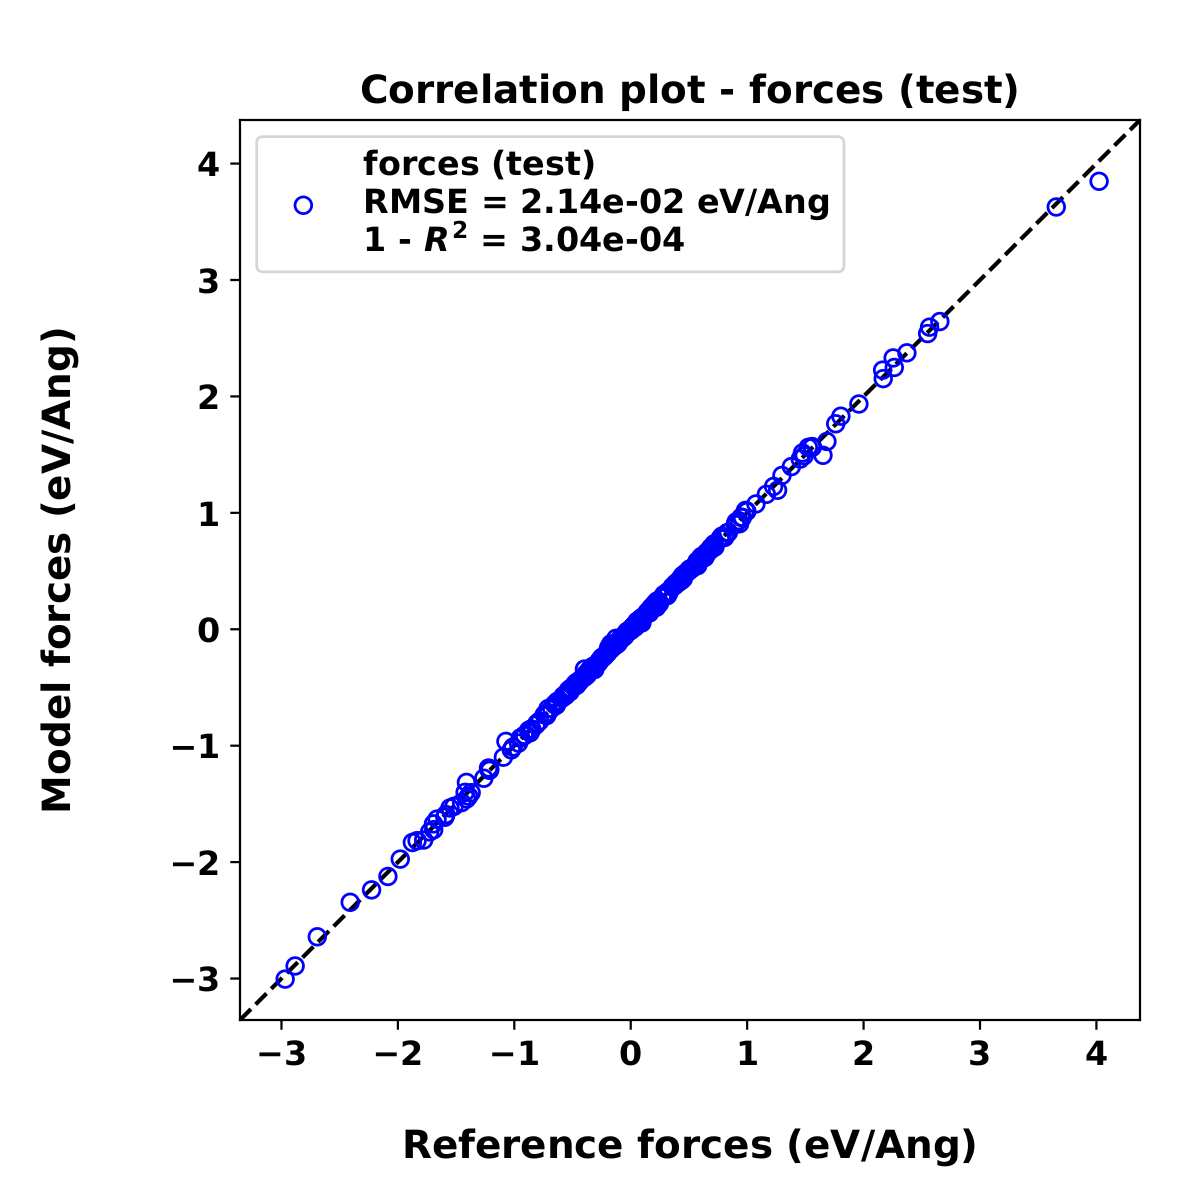 Correlation plot - forces (test)
forces (test)
RMSE = 2.14e-02 eV/Ang
1 - R² = 3.04e-04
Model forces (eV/Ang)
4
3
2
1
0
−1
−2
−3
−3 −2 −1 0 1 2 3 4
Reference forces (eV/Ang)